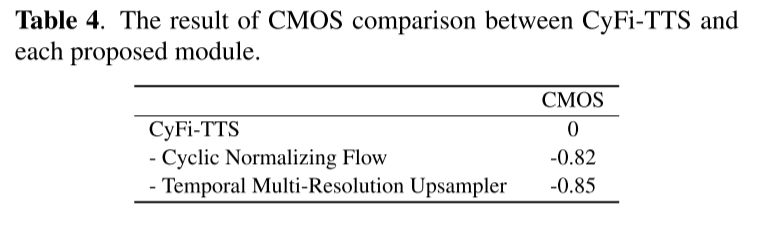 Table 4. The result of CMOS comparison between CyFi-TTS and
each proposed module.
CMOS
CyFi-TTS 0
- Cyclic Normalizing Flow -0.82
- Temporal Multi-Resolution Upsampler -0.85